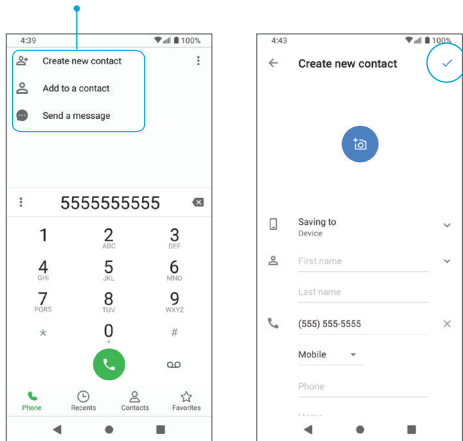 4:39
100%
Create new contact
Add to a contact
Send a message
5555555555
1 2 3
ABC DEF
4 5 6
GHI JKL MNO
7 8 9
PQRS TUV WXYZ
* 0 #
+
Phone Recents Contacts Favorites
4:43
100%
Create new contact
Saving to
Device
First name
Last name
(555) 555-5555
Mobile
Phone